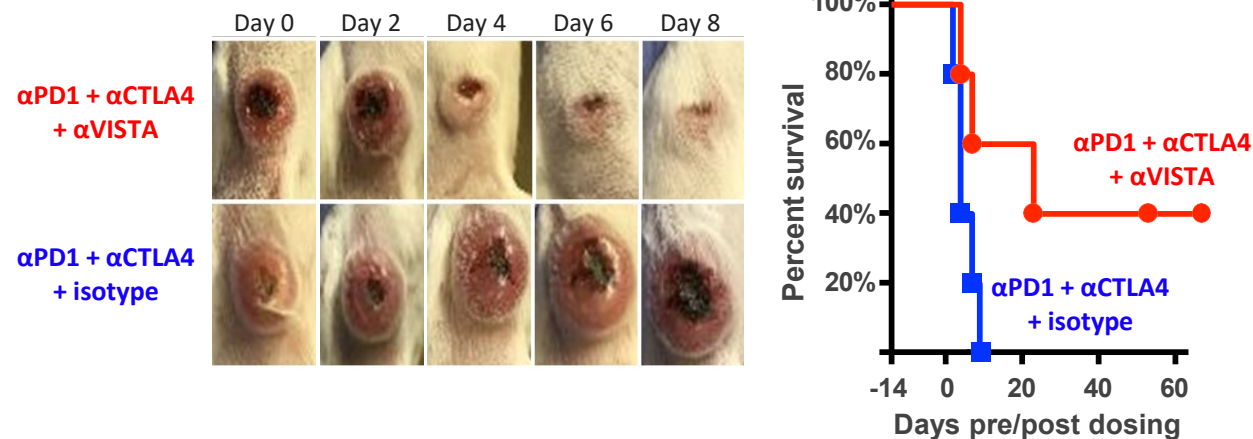 Day 0
Day 2
Day 4
Day 6
Day 8
αPD1 + αCTLA4
+ αVISTA
αPD1 + αCTLA4
+ isotype
100%
80%
60%
40%
20%
Percent survival
αPD1 + αCTLA4
+ αVISTA
αPD1 + αCTLA4
+ isotype
-14 0 20 40 60
Days pre/post dosing